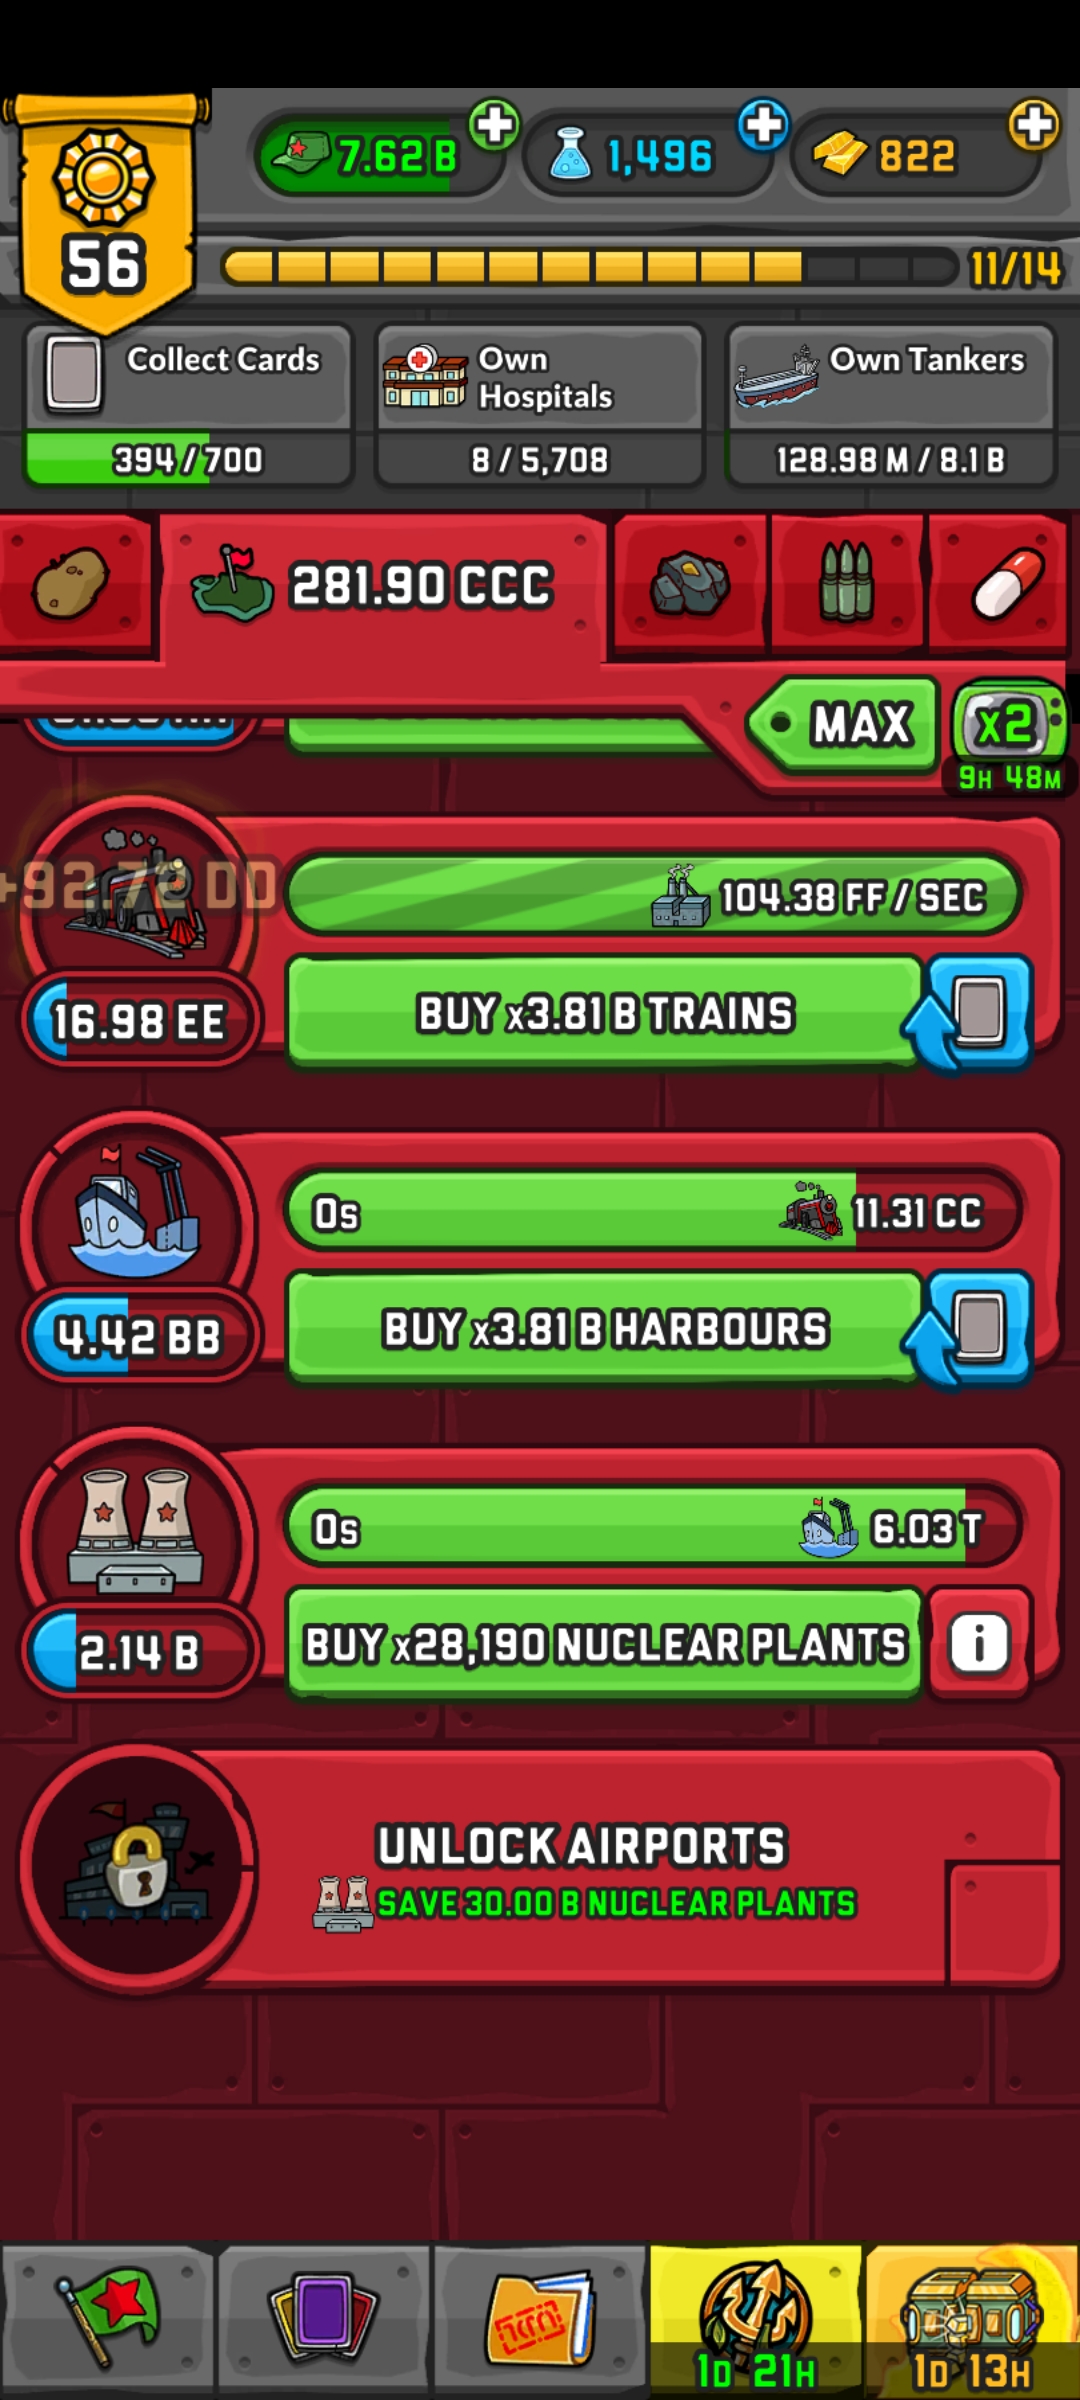 7.62 B
1,496
822
56
11/14
Collect Cards
394 / 700
Own
Hospitals
8 / 5,708
Own Tankers
128.98 M / 8.1 B
281.90 CCC
MAX
x2
9H 48M
+92.72 DD
104.38 FF / SEC
16.98 EE
BUY x3.81 B TRAINS
0s
11.31 CC
4.42 BB
BUY x3.81 B HARBOURS
0s
6.03 T
2.14 B
BUY x28,190 NUCLEAR PLANTS
i
UNLOCK AIRPORTS
SAVE 30.00 B NUCLEAR PLANTS
1D 21H
1D 13H